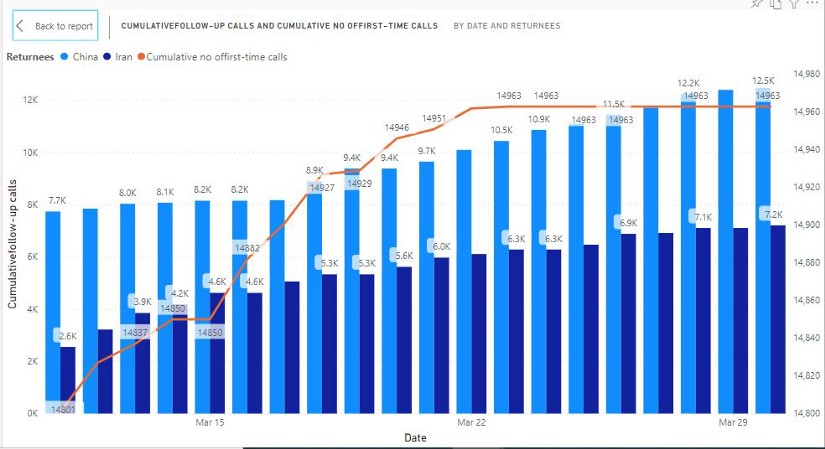 Back to report
CUMULATIVEFOLLOW-UP CALLS AND CUMULATIVE NO OFFIRST-TIME CALLS BY DATE AND RETURNEES
Returnees China Iran Cumulative no offirst-time calls
Cumulativefollow-up calls
12K
10K
8K
6K
4K
2K
0K
7.7K
8.0K
8.1K
8.2K
8.2K
8.9K
9.4K
9.4K
9.7K
10.5K
10.9K
11.5K
12.2K
12.5K
2.6K
3.9K
4.2K
4.6K
4.6K
5.3K
5.3K
5.6K
6.0K
6.3K
6.3K
6.9K
7.1K
7.2K
14801
14837
14850
14850
14882
14927
14929
14946
14951
14963
14963
14963
14963
14963
14963
14,980
14,960
14,940
14,920
14,900
14,880
14,860
14,840
14,820
14,800
Mar 15 Mar 22 Mar 29
Date